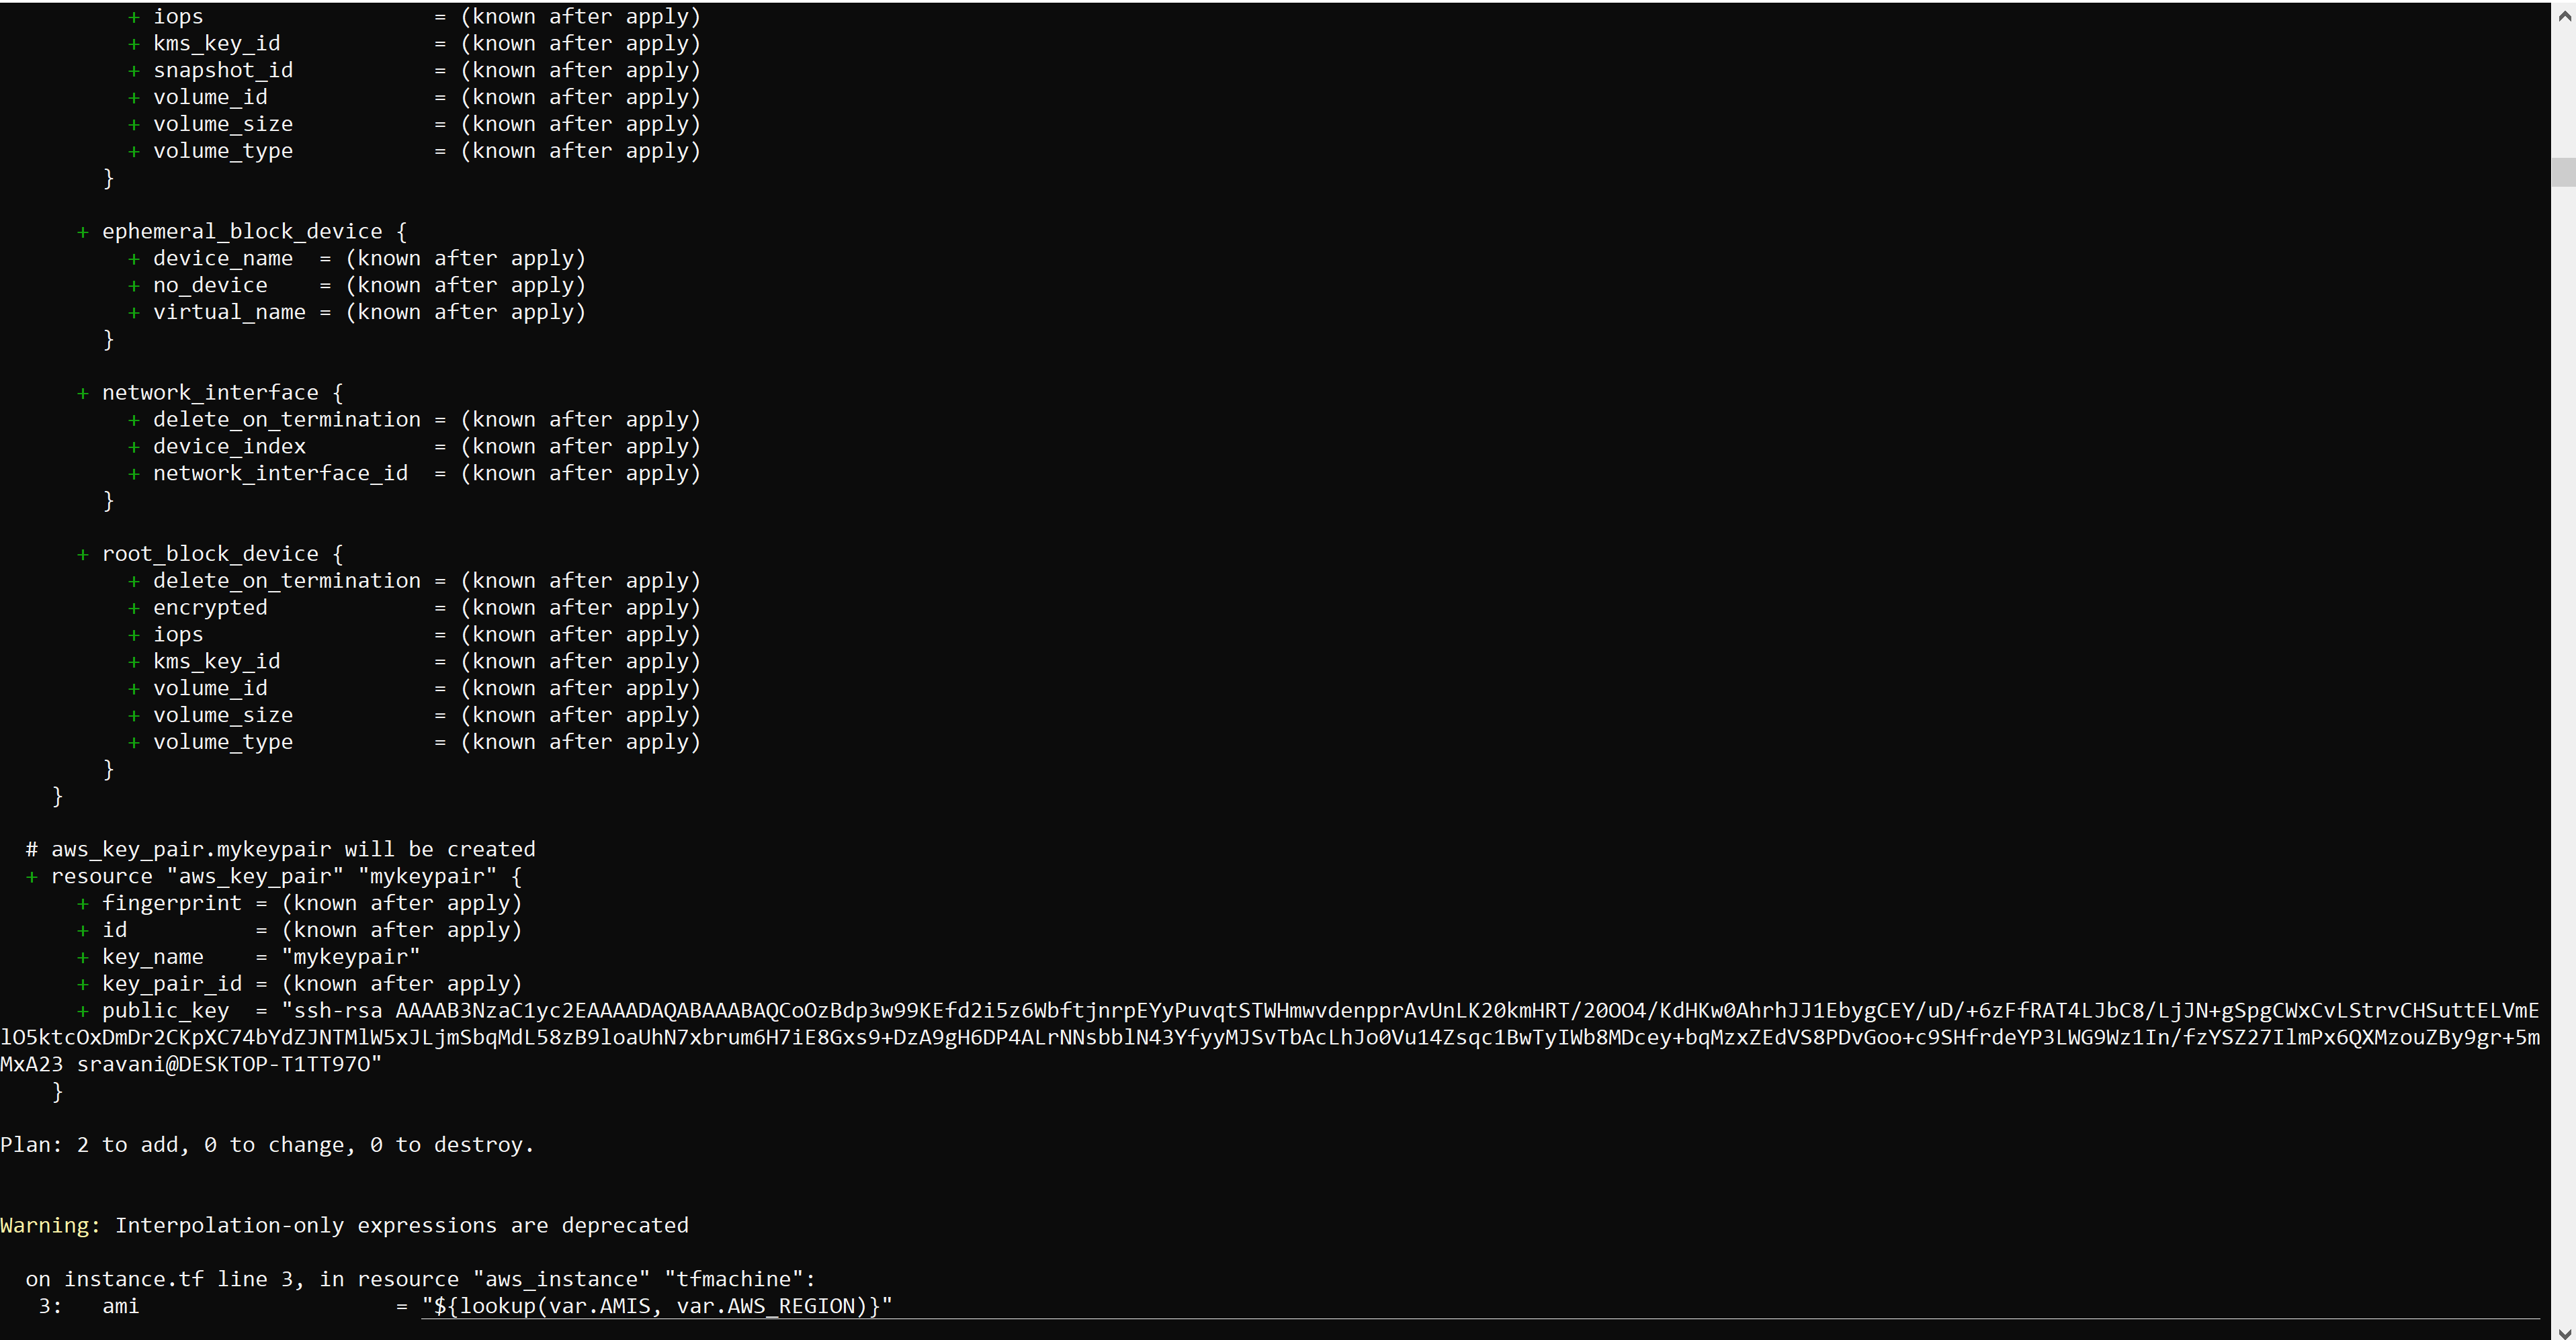 + iops                  = (known after apply)
          + kms_key_id            = (known after apply)
          + snapshot_id           = (known after apply)
          + volume_id             = (known after apply)
          + volume_size           = (known after apply)
          + volume_type           = (known after apply)
        }

      + ephemeral_block_device {
          + device_name  = (known after apply)
          + no_device    = (known after apply)
          + virtual_name = (known after apply)
        }

      + network_interface {
          + delete_on_termination = (known after apply)
          + device_index          = (known after apply)
          + network_interface_id  = (known after apply)
        }

      + root_block_device {
          + delete_on_termination = (known after apply)
          + encrypted             = (known after apply)
          + iops                  = (known after apply)
          + kms_key_id            = (known after apply)
          + volume_id             = (known after apply)
          + volume_size           = (known after apply)
          + volume_type           = (known after apply)
        }
    }

  # aws_key_pair.mykeypair will be created
  + resource "aws_key_pair" "mykeypair" {
      + fingerprint = (known after apply)
      + id          = (known after apply)
      + key_name    = "mykeypair"
      + key_pair_id = (known after apply)
      + public_key  = "ssh-rsa AAAAB3NzaC1yc2EAAAADAQABAAABAQCoOzBdp3w99KEfd2i5z6WbftjnrpEYyPuvqtSTWHmwvdenpprAvUnLK20kmHRT/20OO4/KdHKw0AhrhJJ1EbygCEY/uD/+6zFfRAT4LJbC8/LjJN+gSpgCWxCvLStrvCHSuttELVmE
lO5ktcOxDmDr2CKpXC74bYdZJNTMlW5xJLjmSbqMdL58zB9loaUhN7xbrum6H7iE8Gxs9+DzA9gH6DP4ALrNNsbblN43YfyyMJSvTbAcLhJo0Vu14Zsqc1BwTyIWb8MDcey+bqMzxZEdVS8PDvGoo+c9SHfrdeYP3LWG9Wz1In/fzYSZ27IlmPx6QXMzouZBy9gr+5m
MxA23 sravani@DESKTOP-T1TT97O"
    }

Plan: 2 to add, 0 to change, 0 to destroy.

Warning: Interpolation-only expressions are deprecated

  on instance.tf line 3, in resource "aws_instance" "tfmachine":
   3:   ami                    = "${lookup(var.AMIS, var.AWS_REGION)}"